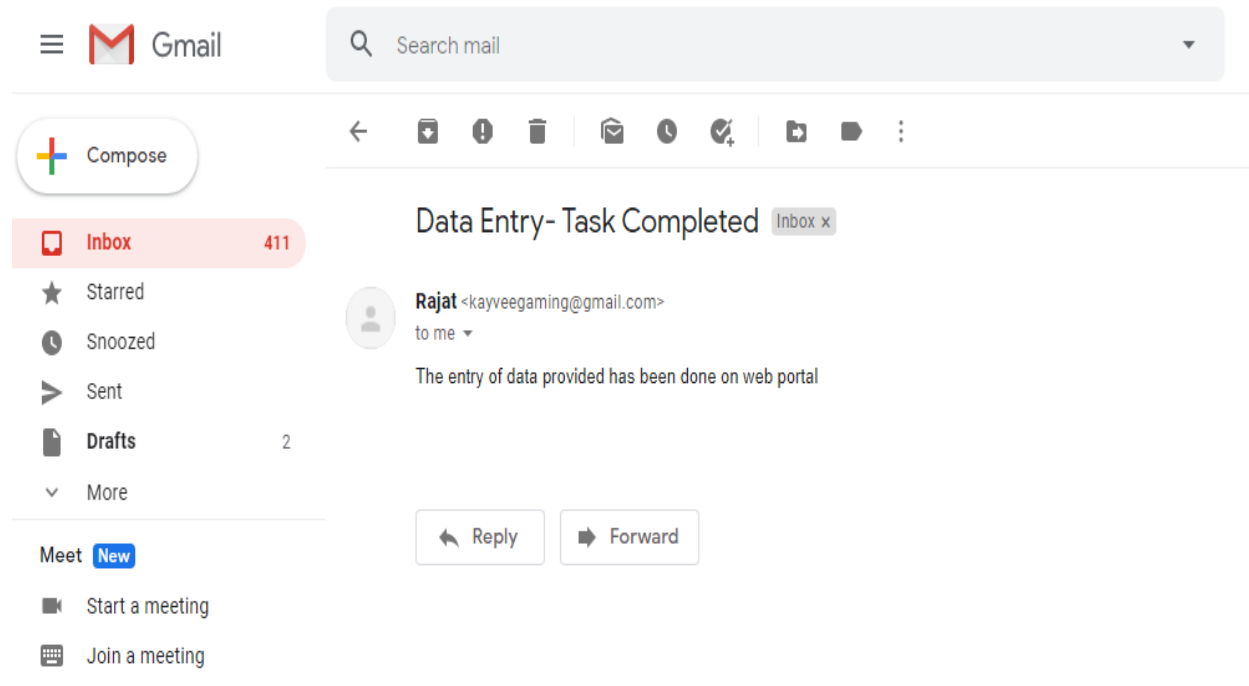 Gmail
Search mail
Compose
Inbox 411
Starred
Snoozed
Sent
Drafts 2
More
Meet New
Start a meeting
Join a meeting
Data Entry- Task Completed Inbox x
Rajat <kayveegaming@gmail.com>
to me
The entry of data provided has been done on web portal
Reply
Forward